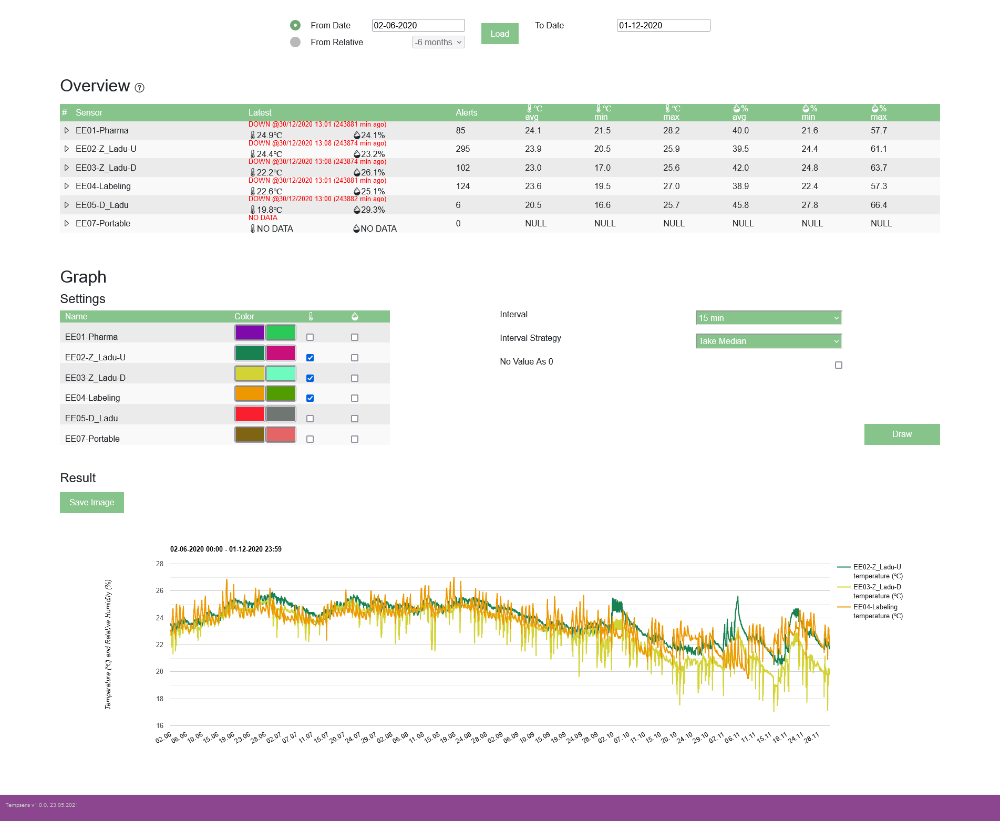 From Date 02-06-2020 Load To Date 01-12-2020
From Relative -6 months
Overview
# Sensor Latest Alerts °C avg °C min °C max % avg % min % max
DOWN @30/12/2020 13:01 (243881 min ago)
EE01-Pharma 24.9°C 24.1% 85 24.1 21.5 28.2 40.0 21.6 57.7
DOWN @30/12/2020 13:08 (243874 min ago)
EE02-Z_Ladu-U 24.4°C 23.2% 295 23.9 20.5 25.9 39.5 24.4 61.1
DOWN @30/12/2020 13:08 (243874 min ago)
EE03-Z_Ladu-D 22.2°C 26.1% 102 23.0 17.0 25.6 42.0 24.8 63.7
DOWN @30/12/2020 13:01 (243881 min ago)
EE04-Labeling 22.6°C 25.1% 124 23.6 19.5 27.0 38.9 22.4 57.3
DOWN @30/12/2020 13:00 (243882 min ago)
EE05-D_Ladu 19.8°C 29.3% 6 20.5 16.6 25.7 45.8 27.8 66.4
NO DATA
EE07-Portable NO DATA NO DATA 0 NULL NULL NULL NULL NULL NULL
Graph
Settings
Name Color
EE01-Pharma
EE02-Z_Ladu-U
EE03-Z_Ladu-D
EE04-Labeling
EE05-D_Ladu
EE07-Portable
Interval 15 min
Interval Strategy Take Median
No Value As 0
Draw
Result
Save Image
02-06-2020 00:00 - 01-12-2020 23:59
Temperature (°C) and Relative Humidity (%)
28
26
24
22
20
18
16
02.06 06.06 10.06 15.06 19.06 23.06 28.06 02.07 07.07 11.07 15.07 20.07 24.07 29.07 02.08 06.08 11.08 15.08 19.08 24.08 28.08 02.09 06.09 10.09 15.09 19.09 24.09 28.09 02.10 07.10 11.10 15.10 20.10 24.10 29.10 02.11 06.11 11.11 15.11 19.11 24.11 28.11
EE02-Z_Ladu-U
temperature (°C)
EE03-Z_Ladu-D
temperature (°C)
EE04-Labeling
temperature (°C)
Tempsens v1.0.0, 23.05.2021